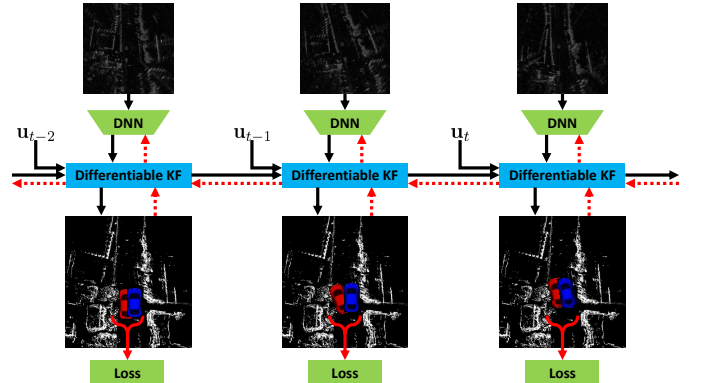 DNN
DNN
DNN
u_{t−2}
u_{t−1}
u_t
Differentiable KF
Differentiable KF
Differentiable KF
Loss
Loss
Loss